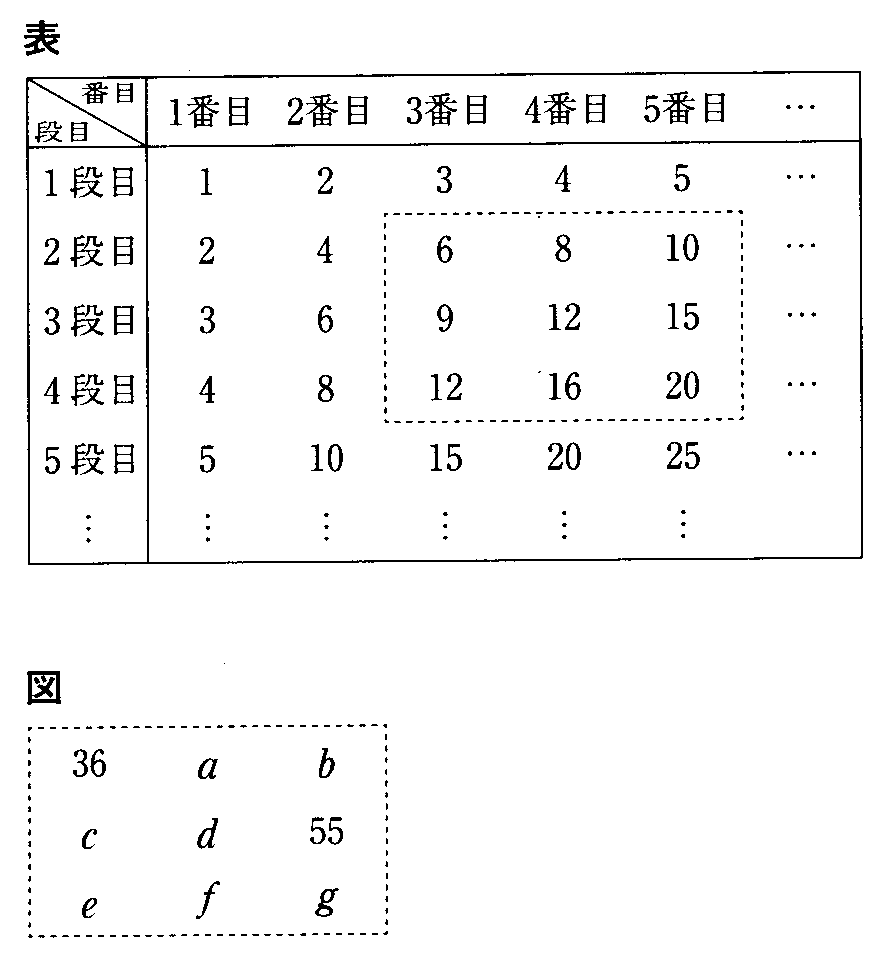 表
番目
段目
1番目 2番目 3番目 4番目 5番目 …
1段目 1 2 3 4 5 …
2段目 2 4 6 8 10 …
3段目 3 6 9 12 15 …
4段目 4 8 12 16 20 …
5段目 5 10 15 20 25 …
⋮ ⋮ ⋮ ⋮ ⋮ ⋮
図
36 a b
c d 55
e f g